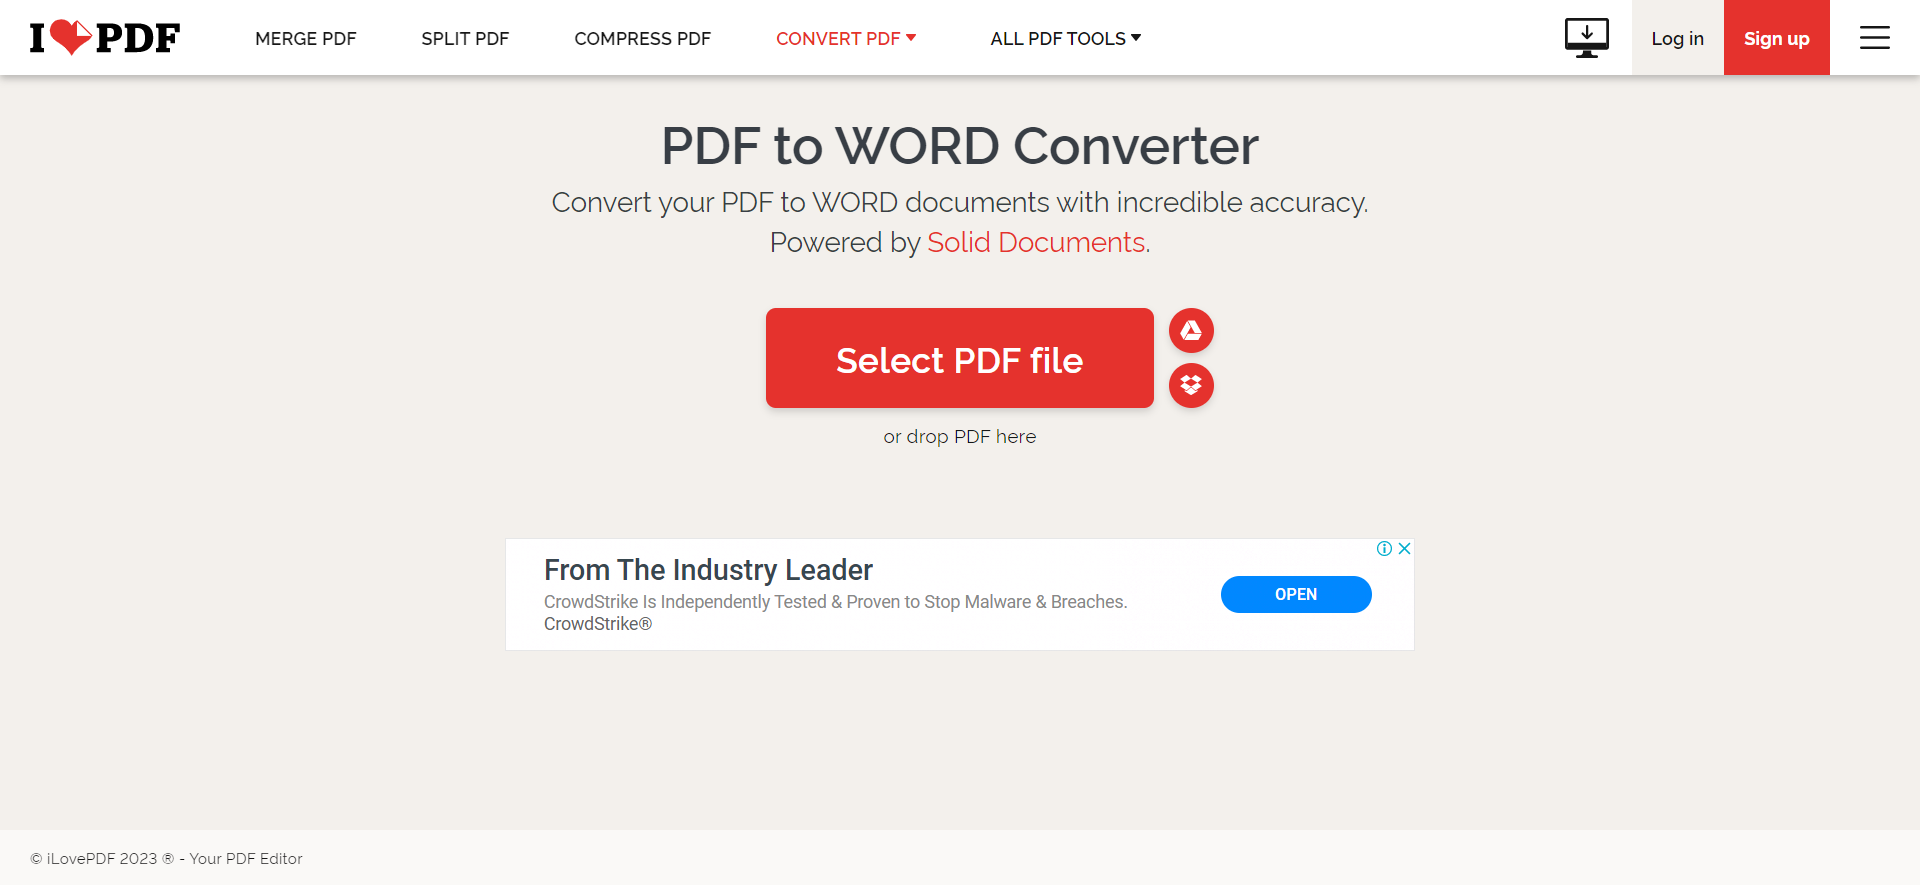 I PDF
MERGE PDF
SPLIT PDF
COMPRESS PDF
CONVERT PDF
ALL PDF TOOLS
Log in
Sign up
PDF to WORD Converter
Convert your PDF to WORD documents with incredible accuracy.
Powered by Solid Documents.
Select PDF file
or drop PDF here
From The Industry Leader
CrowdStrike Is Independently Tested & Proven to Stop Malware & Breaches.
CrowdStrike®
OPEN
© iLovePDF 2023 ® - Your PDF Editor